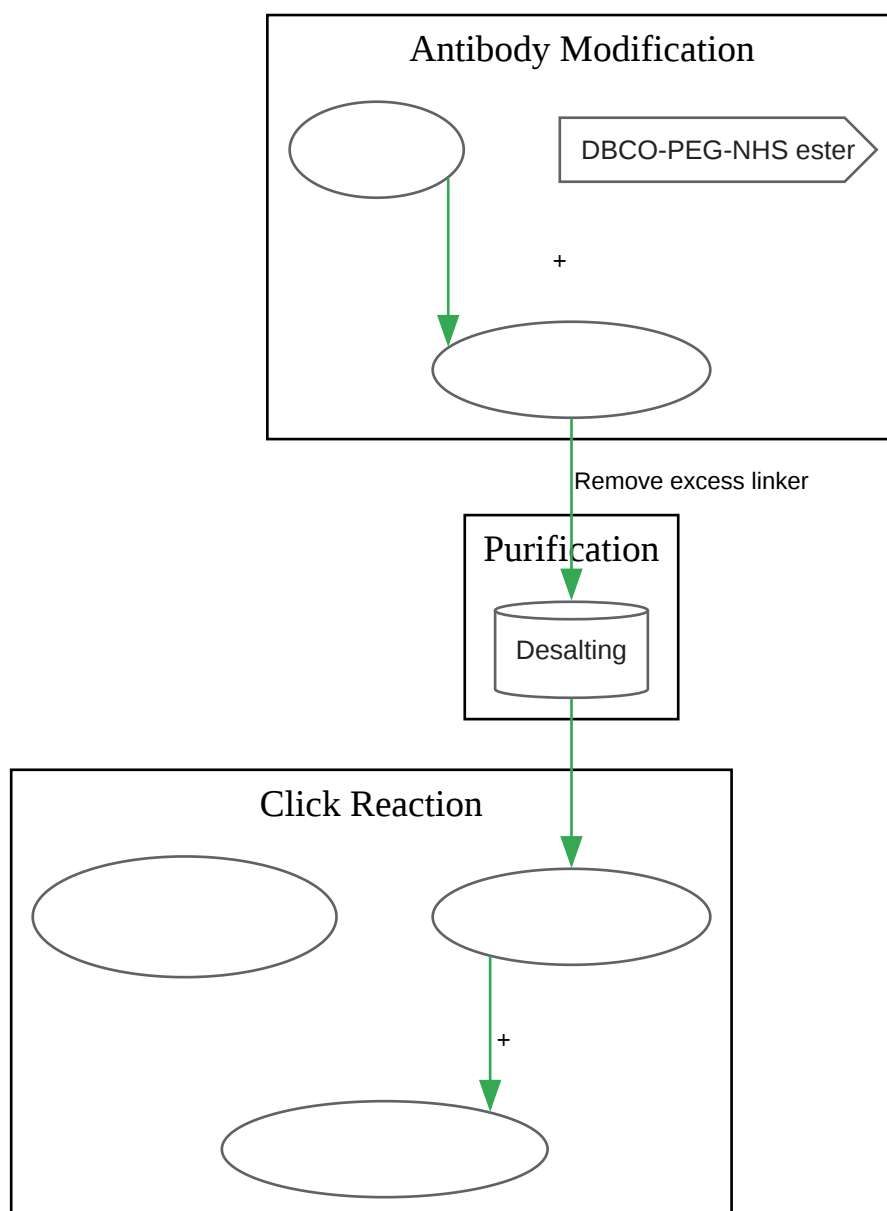 Antibody Modification
DBCO-PEG-NHS ester
+
Remove excess linker
Purification
Desalting
Click Reaction
+